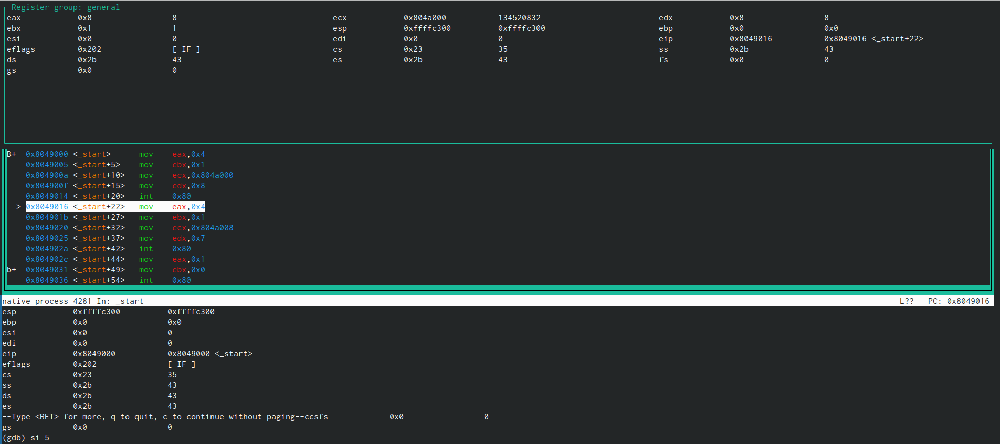 Register group: general
eax 0x8 8 ecx 0x804a000 134520832 edx 0x8 8
ebx 0x1 1 esp 0xffffc300 0xffffc300 ebp 0x0 0x0
esi 0x0 0 edi 0x0 0 eip 0x8049016 0x8049016 <_start+22>
eflags 0x202 [ IF ] cs 0x23 35 ss 0x2b 43
ds 0x2b 43 es 0x2b 43 fs 0x0 0
gs 0x0 0
B+ 0x8049000 <_start> mov eax,0x4
0x8049005 <_start+5> mov ebx,0x1
0x804900a <_start+10> mov ecx,0x804a000
0x804900f <_start+15> mov edx,0x8
0x8049014 <_start+20> int 0x80
> 0x8049016 <_start+22> mov eax,0x4
0x804901b <_start+27> mov ebx,0x1
0x8049020 <_start+32> mov ecx,0x804a008
0x8049025 <_start+37> mov edx,0x7
0x804902a <_start+42> int 0x80
0x804902c <_start+44> mov eax,0x1
b+ 0x8049031 <_start+49> mov ebx,0x0
0x8049036 <_start+54> int 0x80
native process 4281 In: _start L?? PC: 0x8049016
esp 0xffffc300 0xffffc300
ebp 0x0 0x0
esi 0x0 0
edi 0x0 0
eip 0x8049000 0x8049000 <_start>
eflags 0x202 [ IF ]
cs 0x23 35
ss 0x2b 43
ds 0x2b 43
es 0x2b 43
--Type <RET> for more, q to quit, c to continue without paging--ccsfs 0x0 0
gs 0x0 0
(gdb) si 5